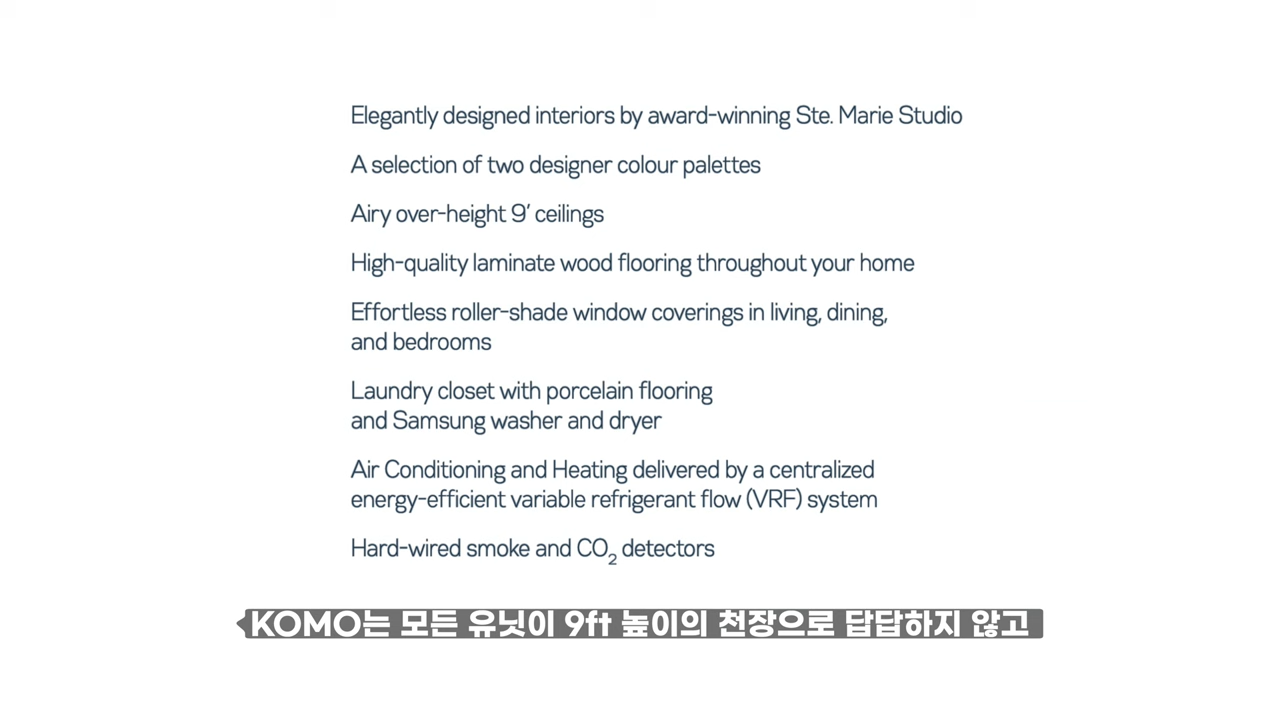 Elegantly designed interiors by award-winning Ste. Marie Studio
A selection of two designer colour palettes
Airy over-height 9' ceilings
High-quality laminate wood flooring throughout your home
Effortless roller-shade window coverings in living, dining,
and bedrooms
Laundry closet with porcelain flooring
and Samsung washer and dryer
Air Conditioning and Heating delivered by a centralized
energy-efficient variable refrigerant flow (VRF) system
Hard-wired smoke and CO₂ detectors
KOMO는 모든 유닛이 9ft 높이의 천장으로 답답하지 않고